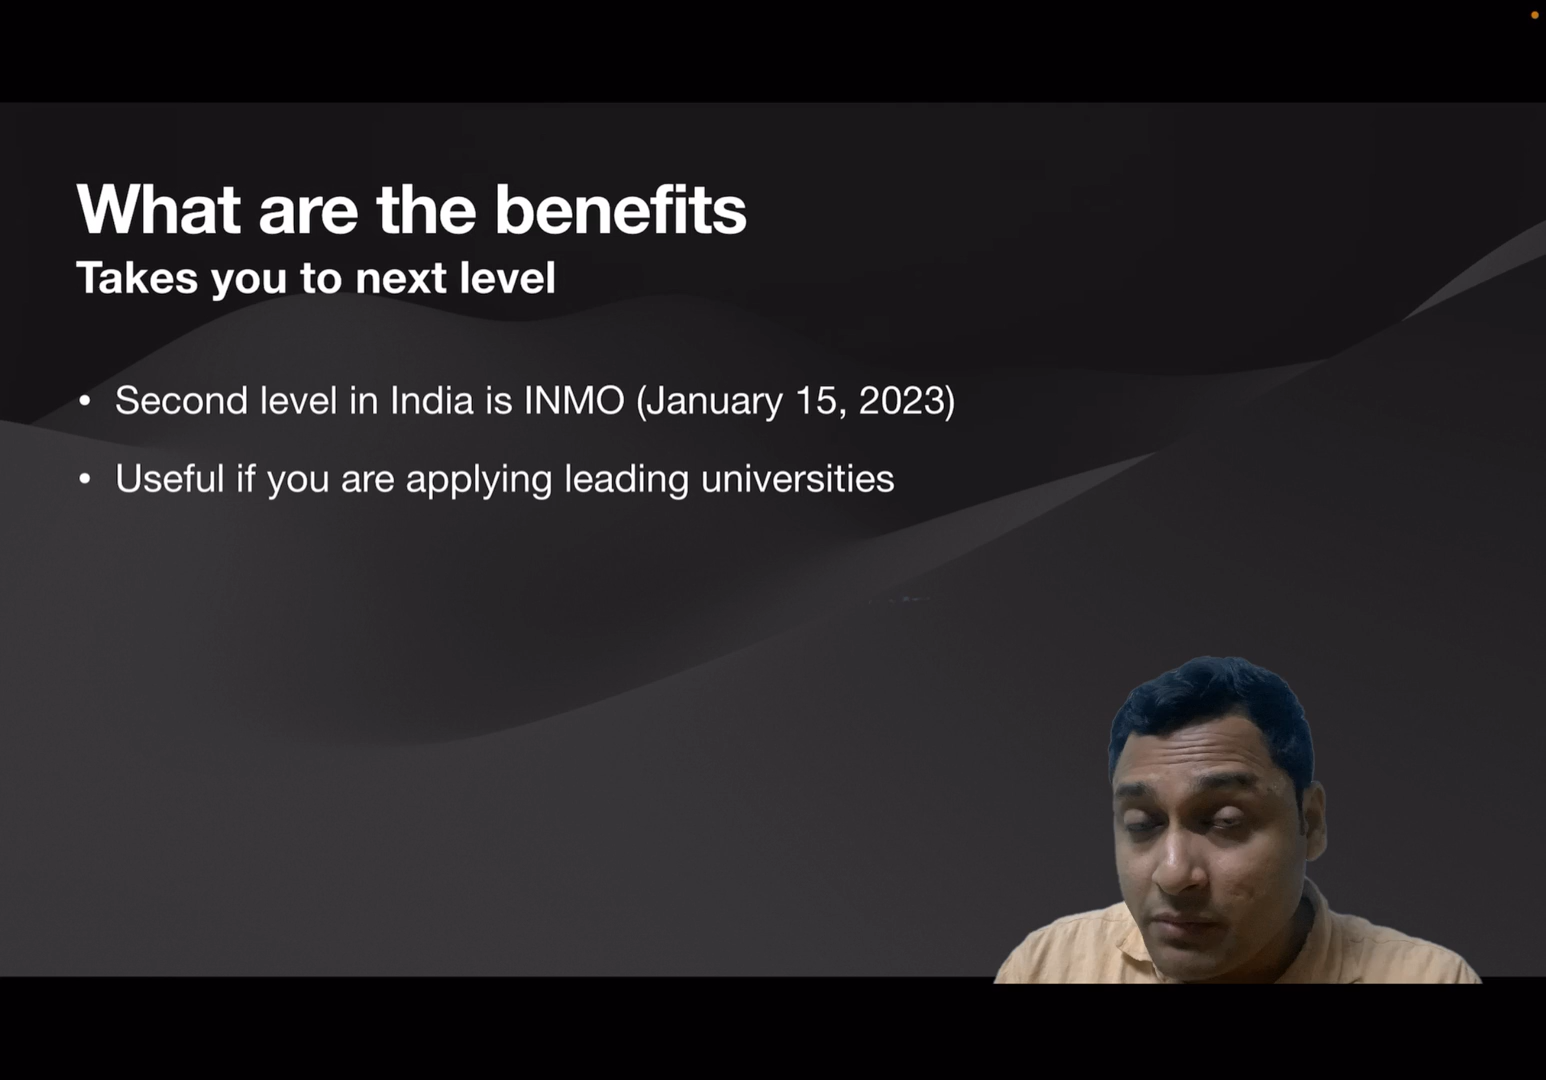 What are the benefits
Takes you to next level
• Second level in India is INMO (January 15, 2023)
• Useful if you are applying leading universities